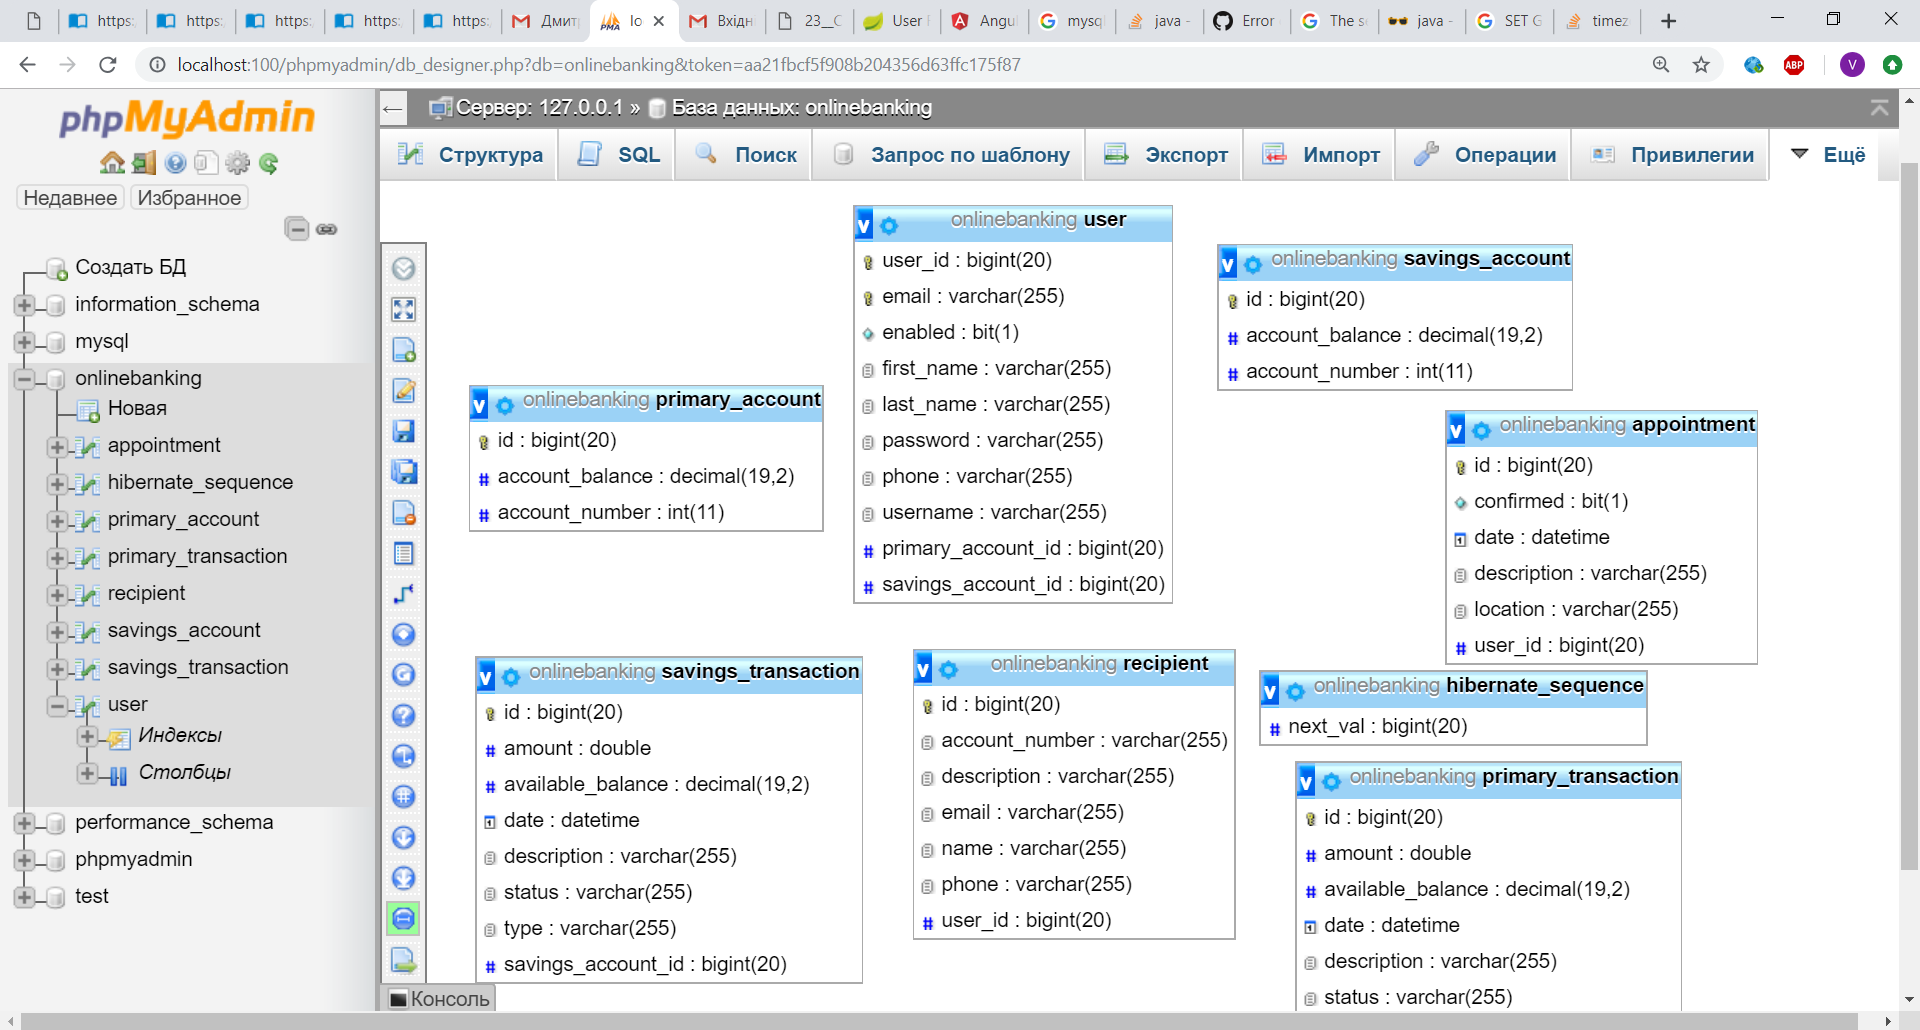 https:
https:
https:
https:
https:
Дмит
lo
Вхідн
23__С
User
Angul
mysq
java -
Error
The se
java -
SET G
timez
localhost:100/phpmyadmin/db_designer.php?db=onlinebanking&token=aa21fbcf5f908b204356d63ffc175f87
ABP
V
phpMyAdmin
Недавнее
Избранное
Создать БД
information_schema
mysql
onlinebanking
Новая
appointment
hibernate_sequence
primary_account
primary_transaction
recipient
savings_account
savings_transaction
user
Индексы
Столбцы
performance_schema
phpmyadmin
test
Сервер: 127.0.0.1 » База данных: onlinebanking
Структура
SQL
Поиск
Запрос по шаблону
Экспорт
Импорт
Операции
Привилегии
Ещё
v onlinebanking primary_account
id : bigint(20)
# account_balance : decimal(19,2)
# account_number : int(11)
v onlinebanking user
user_id : bigint(20)
email : varchar(255)
enabled : bit(1)
first_name : varchar(255)
last_name : varchar(255)
password : varchar(255)
phone : varchar(255)
username : varchar(255)
# primary_account_id : bigint(20)
# savings_account_id : bigint(20)
v onlinebanking savings_account
id : bigint(20)
# account_balance : decimal(19,2)
# account_number : int(11)
v onlinebanking appointment
id : bigint(20)
confirmed : bit(1)
date : datetime
description : varchar(255)
location : varchar(255)
# user_id : bigint(20)
v onlinebanking savings_transaction
id : bigint(20)
# amount : double
# available_balance : decimal(19,2)
date : datetime
description : varchar(255)
status : varchar(255)
type : varchar(255)
# savings_account_id : bigint(20)
v onlinebanking recipient
id : bigint(20)
account_number : varchar(255)
description : varchar(255)
email : varchar(255)
name : varchar(255)
phone : varchar(255)
# user_id : bigint(20)
v onlinebanking hibernate_sequence
# next_val : bigint(20)
v onlinebanking primary_transaction
id : bigint(20)
# amount : double
# available_balance : decimal(19,2)
date : datetime
description : varchar(255)
status : varchar(255)
Консоль